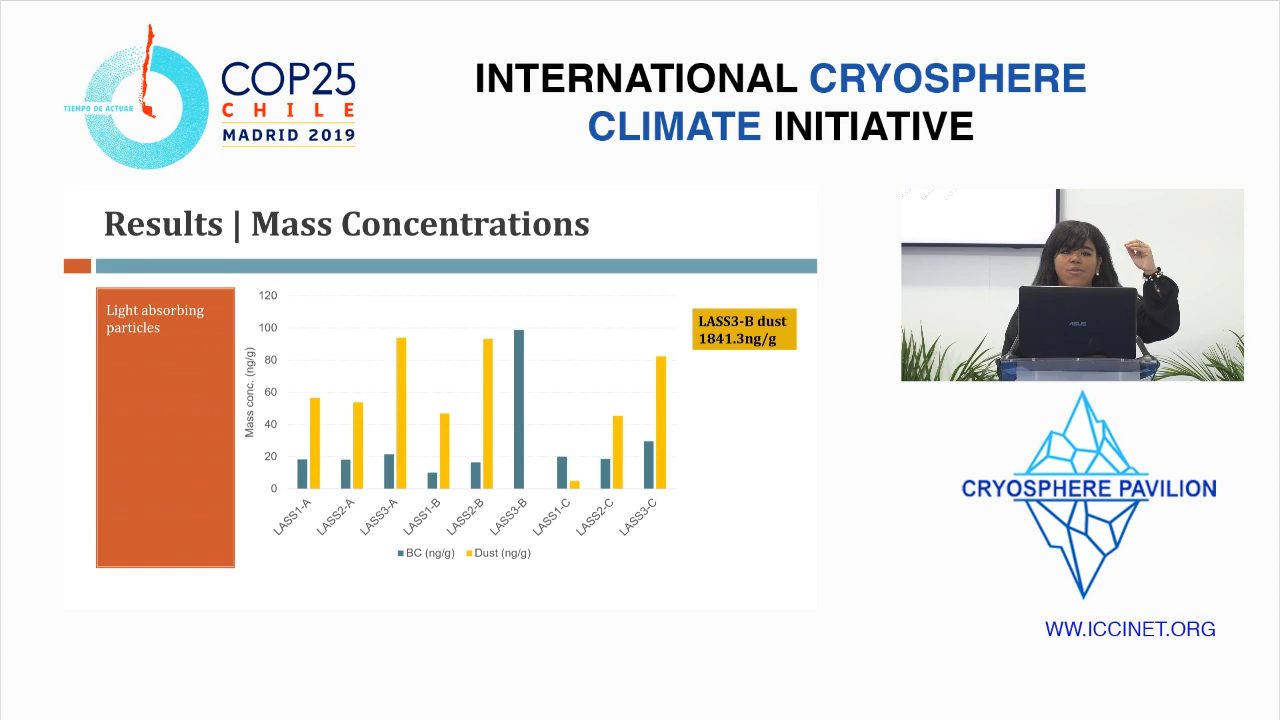 TIEMPO DE ACTUAR
COP25
CHILE
MADRID 2019
INTERNATIONAL CRYOSPHERE
CLIMATE INITIATIVE
Results | Mass Concentrations
Light absorbing
particles
Mass conc. (ng/g)
120
100
80
60
40
20
0
LASS1-A
LASS2-A
LASS3-A
LASS1-B
LASS2-B
LASS3-B
LASS1-C
LASS2-C
LASS3-C
BC (ng/g)
Dust (ng/g)
LASS3-B dust
1841.3ng/g
ASUS
CRYOSPHERE PAVILION
WW.ICCINET.ORG